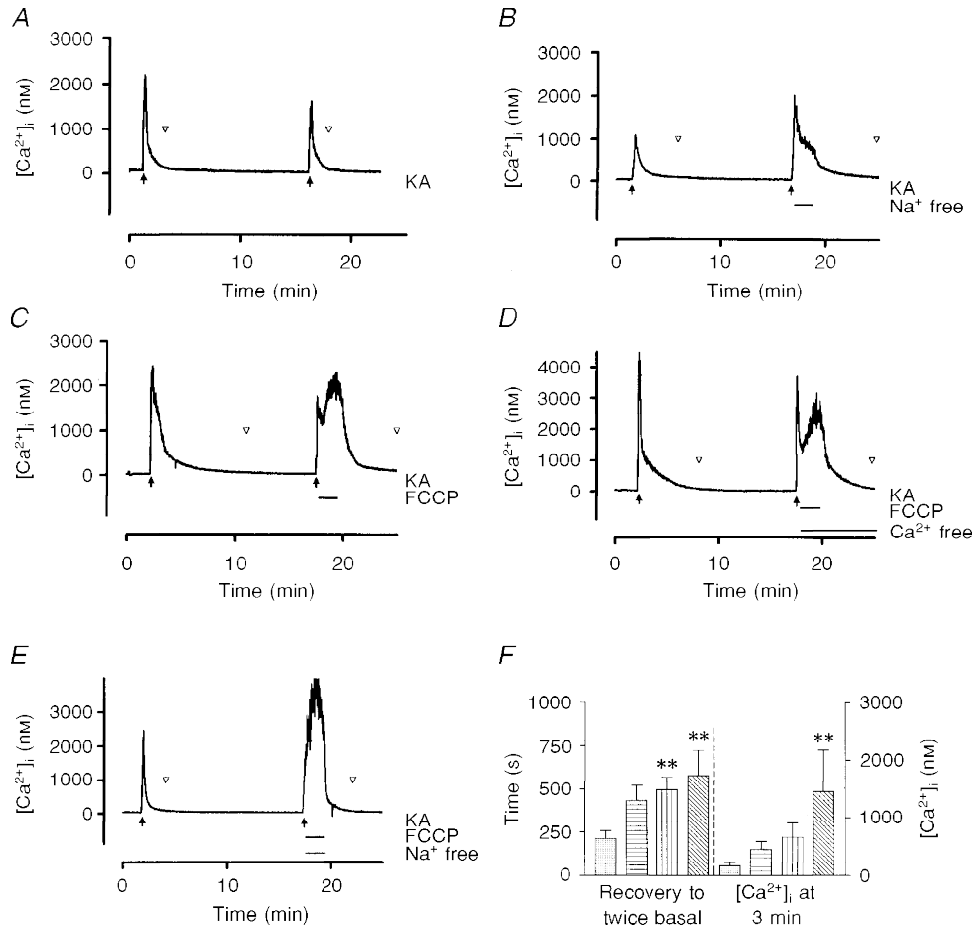 A
[Ca²⁺]ᵢ (nM)
3000
2000
1000
0
KA
0 10 20
Time (min)
B
[Ca²⁺]ᵢ (nM)
3000
2000
1000
0
KA
Na⁺ free
0 10 20
Time (min)
C
[Ca²⁺]ᵢ (nM)
3000
2000
1000
0
KA
FCCP
0 10 20
Time (min)
D
[Ca²⁺]ᵢ (nM)
4000
3000
2000
1000
0
KA
FCCP
Ca²⁺ free
0 10 20
Time (min)
E
[Ca²⁺]ᵢ (nM)
3000
2000
1000
0
KA
FCCP
Na⁺ free
0 10 20
Time (min)
F
Time (s)
1000
750
500
250
0
** ** **
3000
2000
1000
0
[Ca²⁺]ᵢ (nM)
Recovery to
twice basal
[Ca²⁺]ᵢ at
3 min